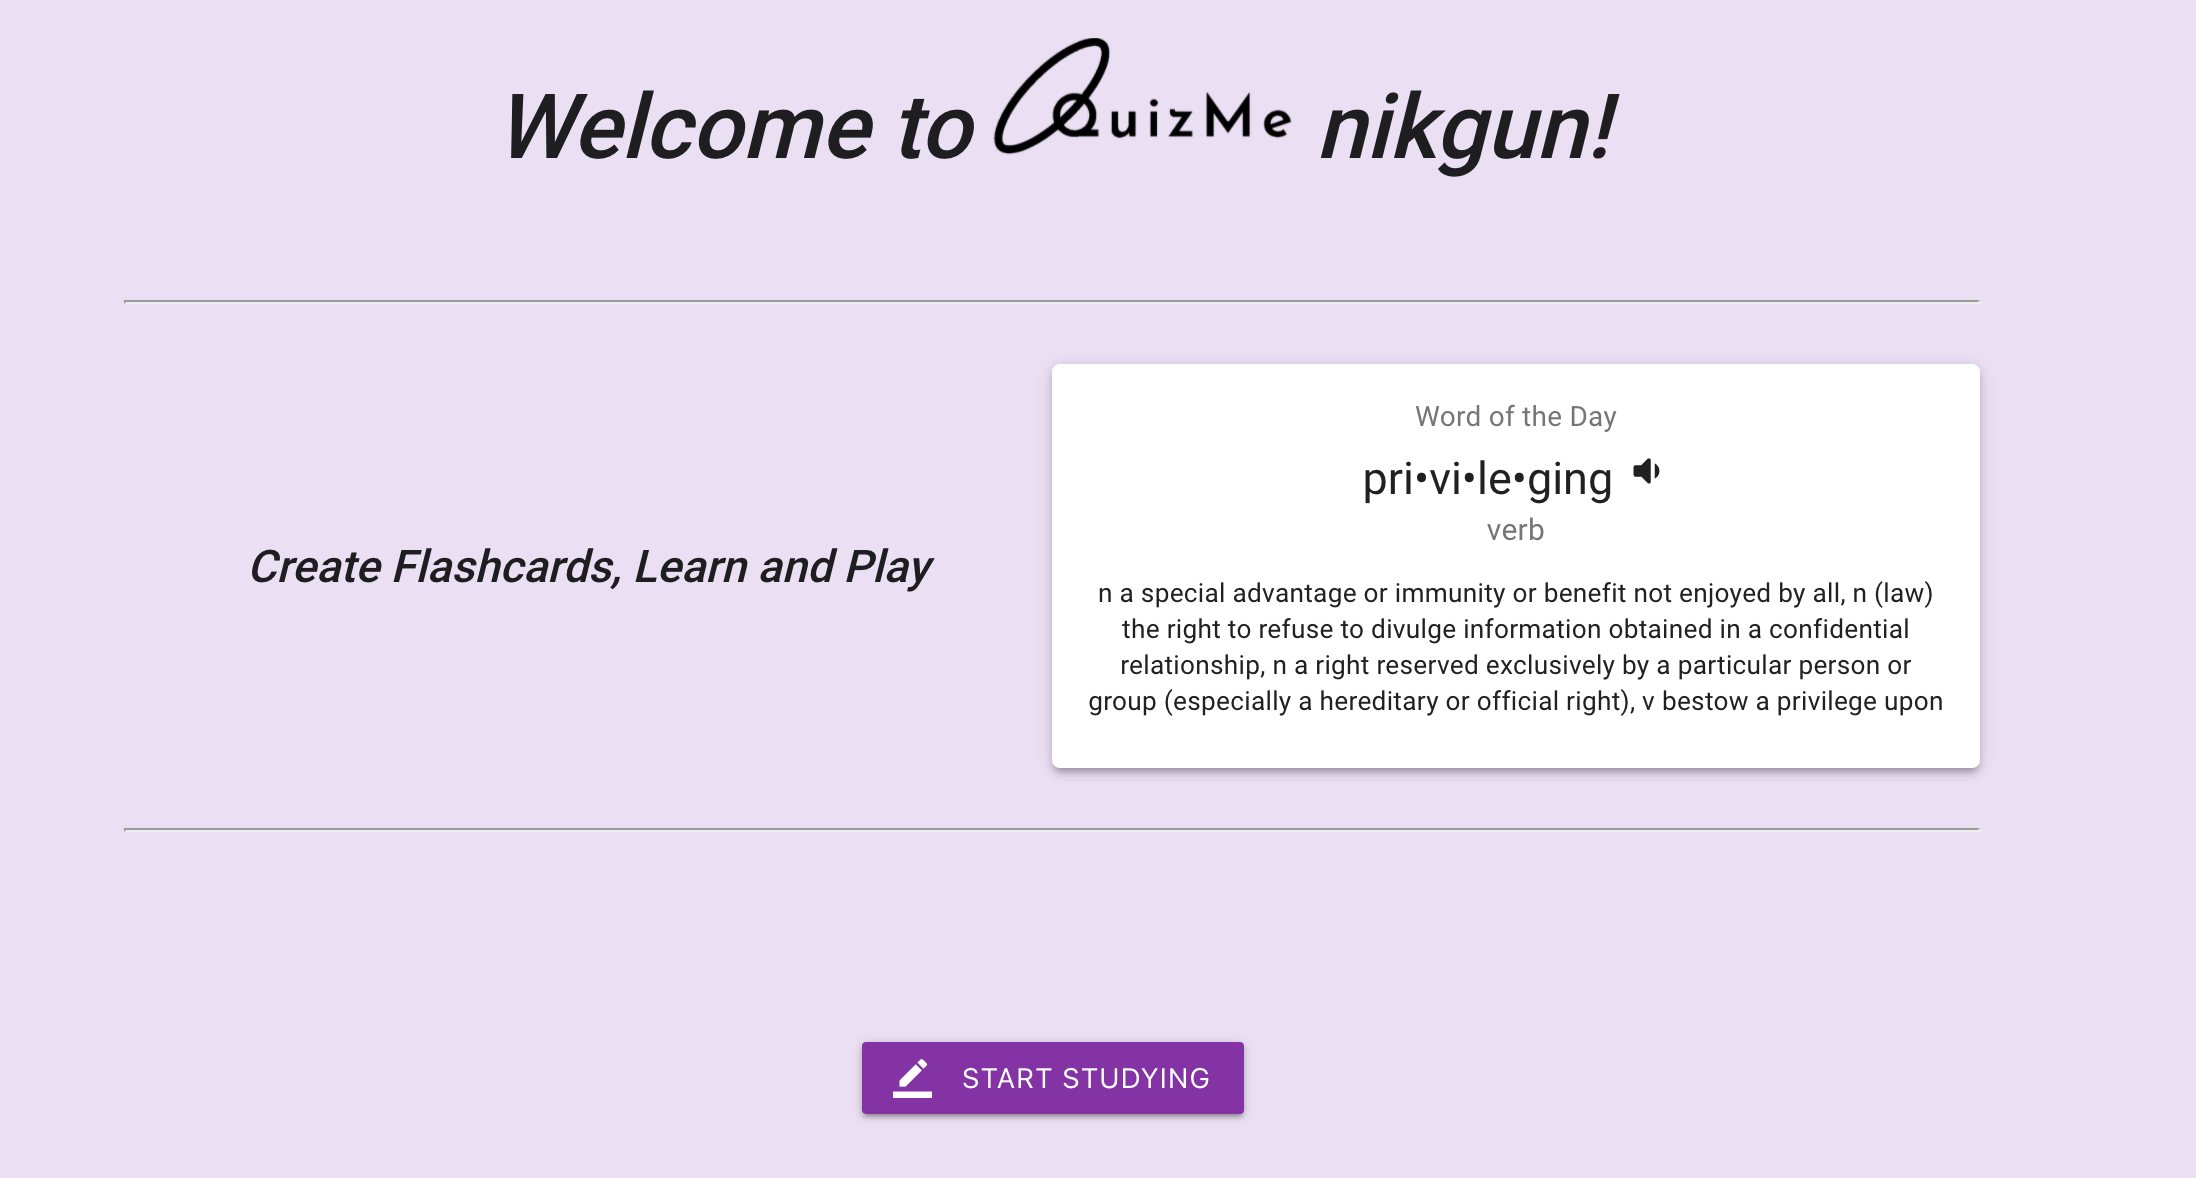 Welcome to QuizMe nikgun!
Create Flashcards, Learn and Play
Word of the Day
pri•vi•le•ging
verb
n a special advantage or immunity or benefit not enjoyed by all, n (law)
the right to refuse to divulge information obtained in a confidential
relationship, n a right reserved exclusively by a particular person or
group (especially a hereditary or official right), v bestow a privilege upon
START STUDYING